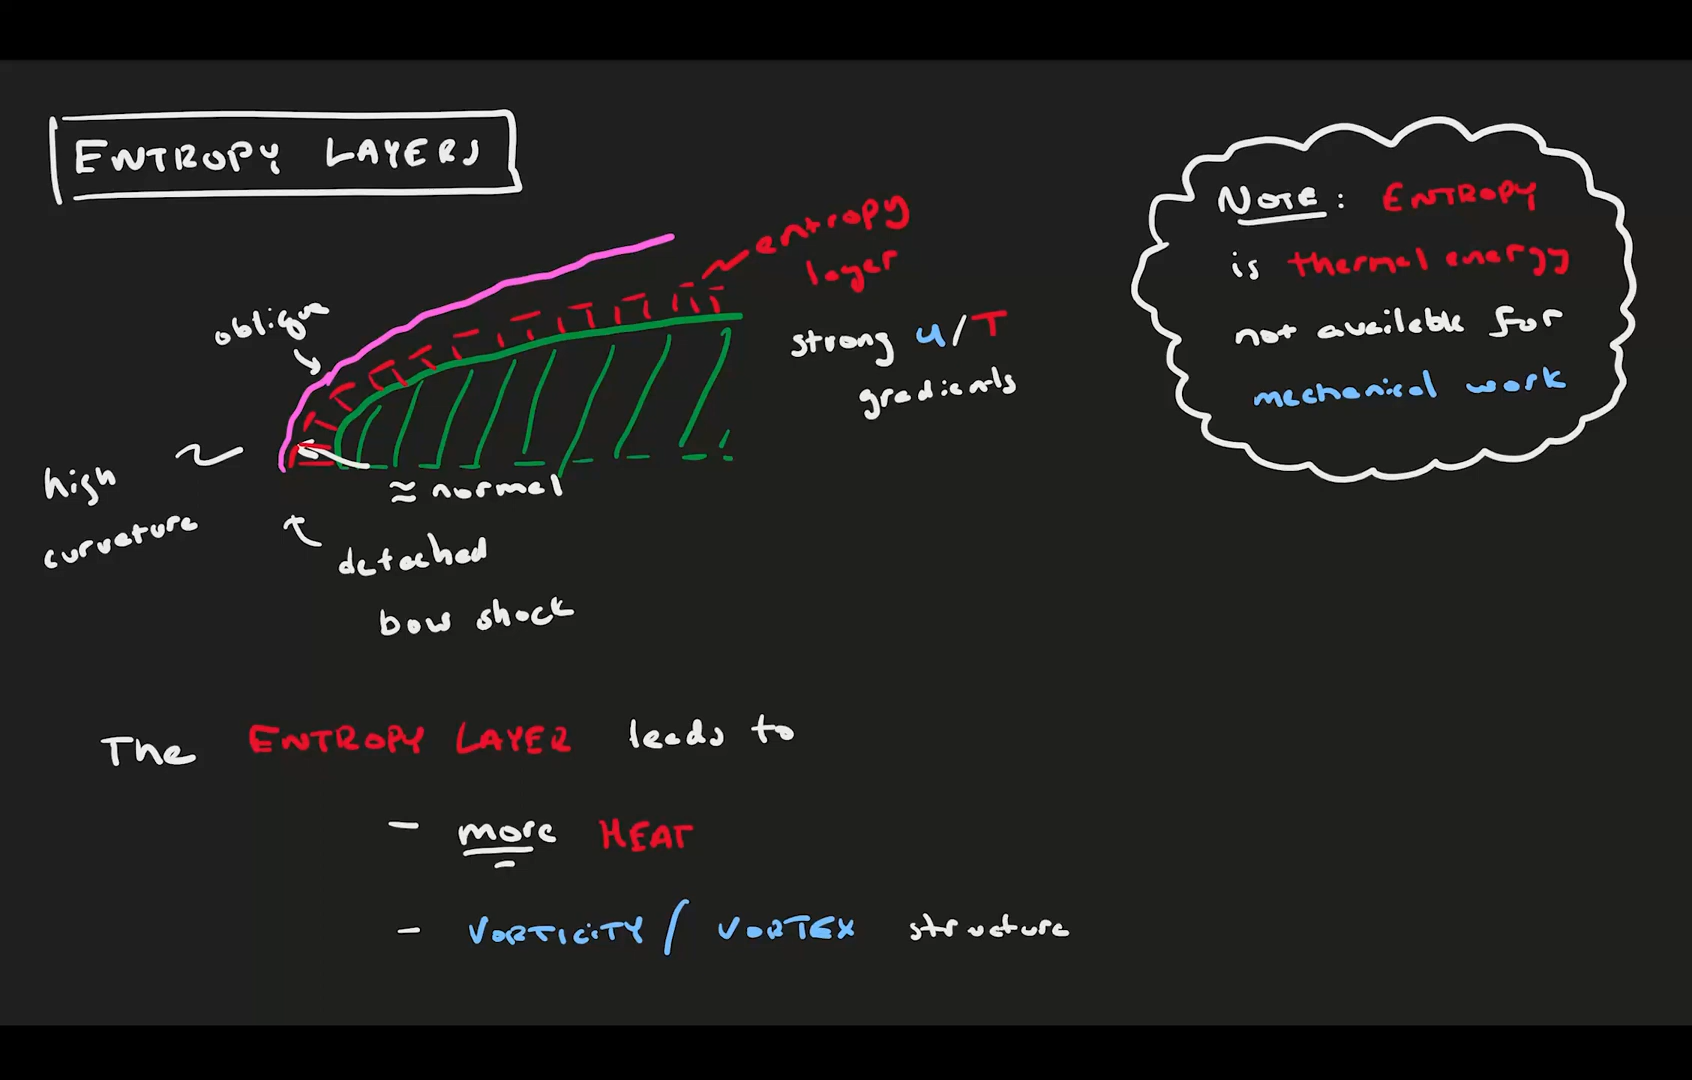 ENTROPY LAYERS
NOTE: ENTROPY
is thermal energy
not available for
mechanical work
entropy
layer
oblique
strong u/T
gradients
high
curvature
≈ normal
detached
bow shock
The ENTROPY LAYER leads to
- more HEAT
- VORTICITY/ VORTEX structure